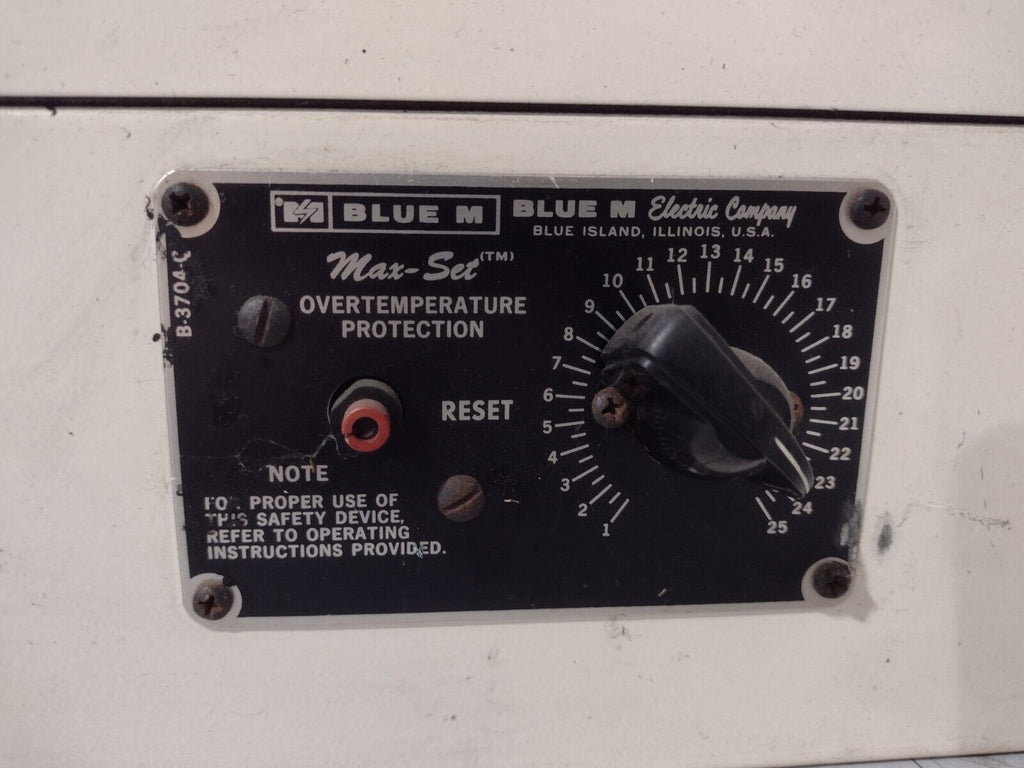 BLUE M
BLUE M Electric Company
BLUE ISLAND, ILLINOIS, U.S.A.
Max-Set (TM)
OVERTEMPERATURE
PROTECTION
B-3704-C
RESET
NOTE
FOR PROPER USE OF
THIS SAFETY DEVICE,
REFER TO OPERATING
INSTRUCTIONS PROVIDED.
1
2
3
4
5
6
7
8
9
10
11
12
13
14
15
16
17
18
19
20
21
22
23
24
25